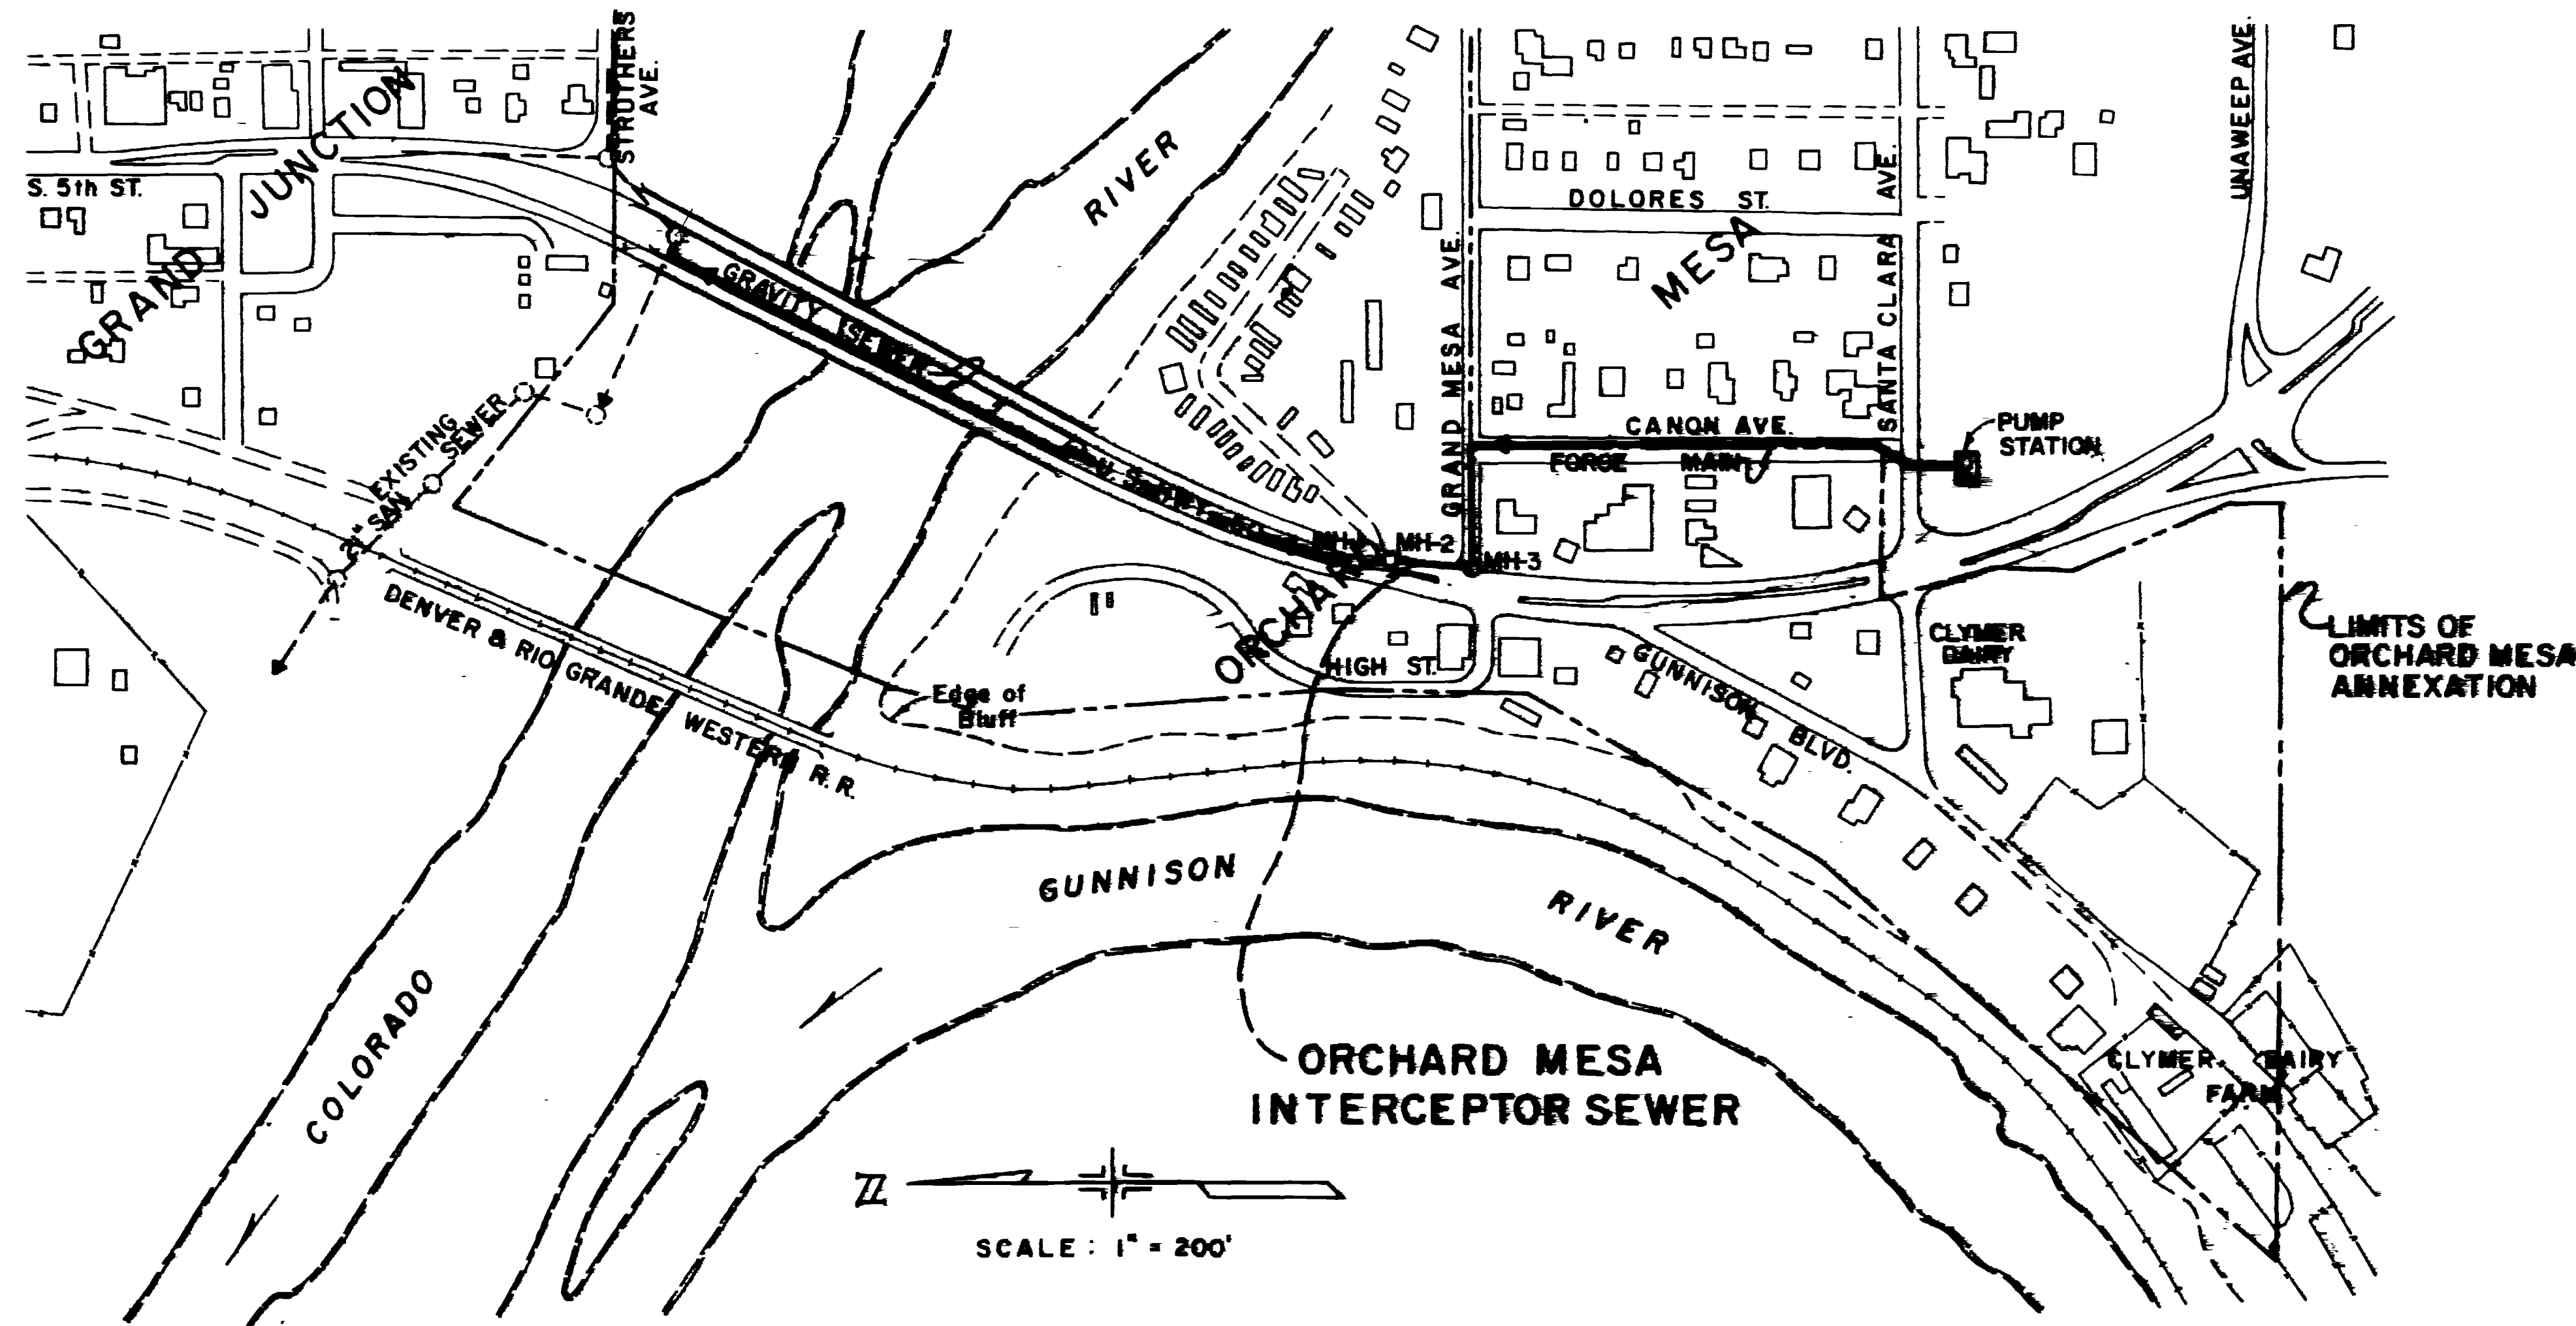 STRUTHERS
AVE.
UNAWEEP AVE.
GRAND JUNCTION
S. 5th ST.
RIVER
DOLORES ST.
MESA
SANTA CLARA AVE.
GRAND MESA AVE.
GRAVITY SEWER
CANON AVE.
FORCE MAIN
PUMP
STATION
EXISTING
21" SAN. SEWER
MH-2
MH-3
ORCHARD
DENVER & RIO GRANDE WESTERN R.R.
HIGH ST.
Edge of
Bluff
GUNNISON BLVD.
CLYMER
DAIRY
LIMITS OF
ORCHARD MESA
ANNEXATION
GUNNISON RIVER
COLORADO
ORCHARD MESA
INTERCEPTOR SEWER
CLYMER DAIRY
FARM
N
SCALE: 1" = 200'